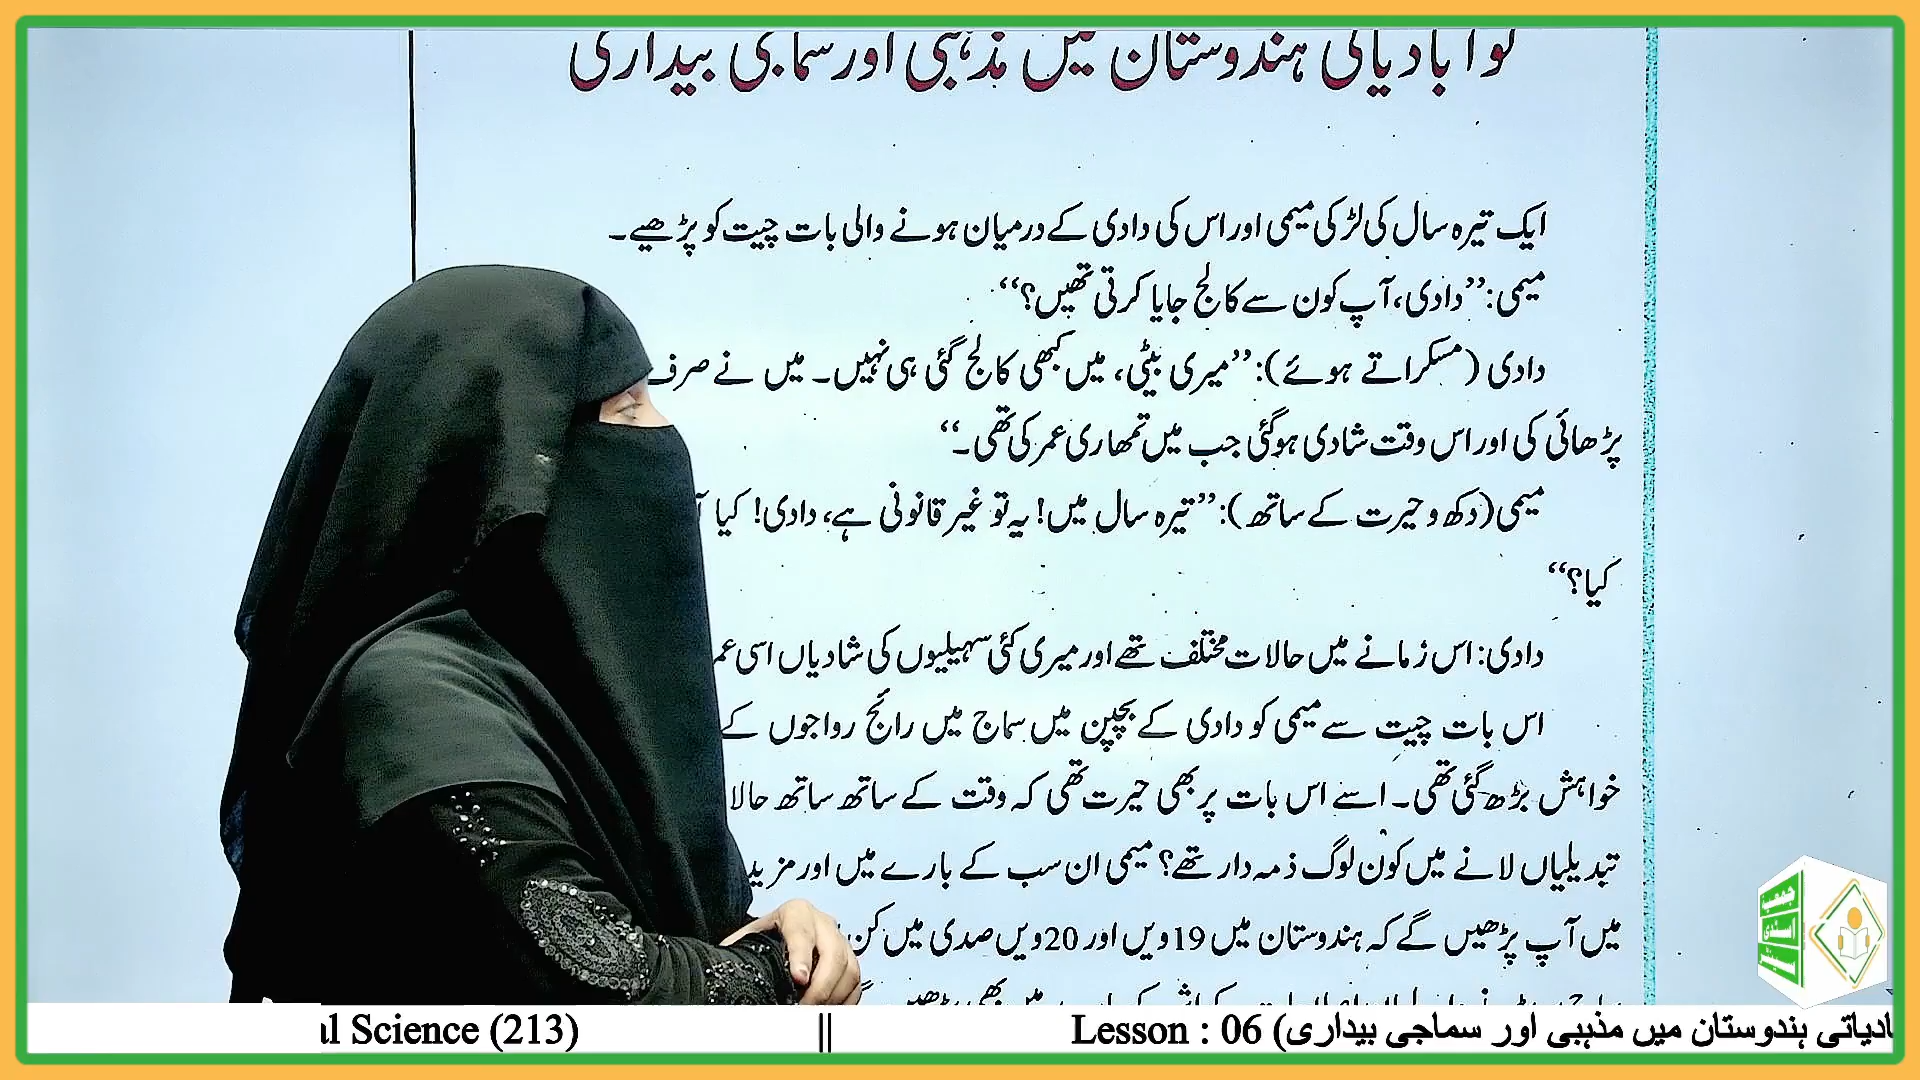 نوآبادیاتی ہندوستان میں مذہبی اور سماجی بیداری
ایک تیرہ سال کی لڑکی میمی اور اس کی دادی کے درمیان ہونے والی بات چیت کو پڑھیے۔
میمی: ’’دادی، آپ کون سے کالج جایا کرتی تھیں؟‘‘
دادی (مسکراتے ہوئے): ’’میری بیٹی، میں کبھی کالج گئی ہی نہیں۔ میں نے صرف
پڑھائی کی اور اس وقت شادی ہوگئی جب میں تمھاری عمر کی تھی۔‘‘
میمی (دکھ و حیرت کے ساتھ): ’’تیرہ سال میں! یہ تو غیر قانونی ہے، دادی! کیا
کیا؟‘‘
دادی: اس زمانے میں حالات مختلف تھے اور میری کئی سہیلیوں کی شادیاں اسی
اس بات چیت سے میمی کو دادی کے بچپن میں سماج میں رائج رواجوں کے
خواہش بڑھ گئی تھی۔ اسے اس بات پر بھی حیرت تھی کہ وقت کے ساتھ ساتھ
تبدیلیاں لانے میں کون لوگ ذمہ دار تھے؟ میمی ان سب کے بارے میں اور مزید
میں آپ پڑھیں گے کہ ہندوستان میں 19ویں اور 20ویں صدی میں کن
جمعیۃ
اسٹڈی
سینٹر
Science (213) || Lesson : 06 (ہندوستان میں مذہبی اور سماجی بیداری